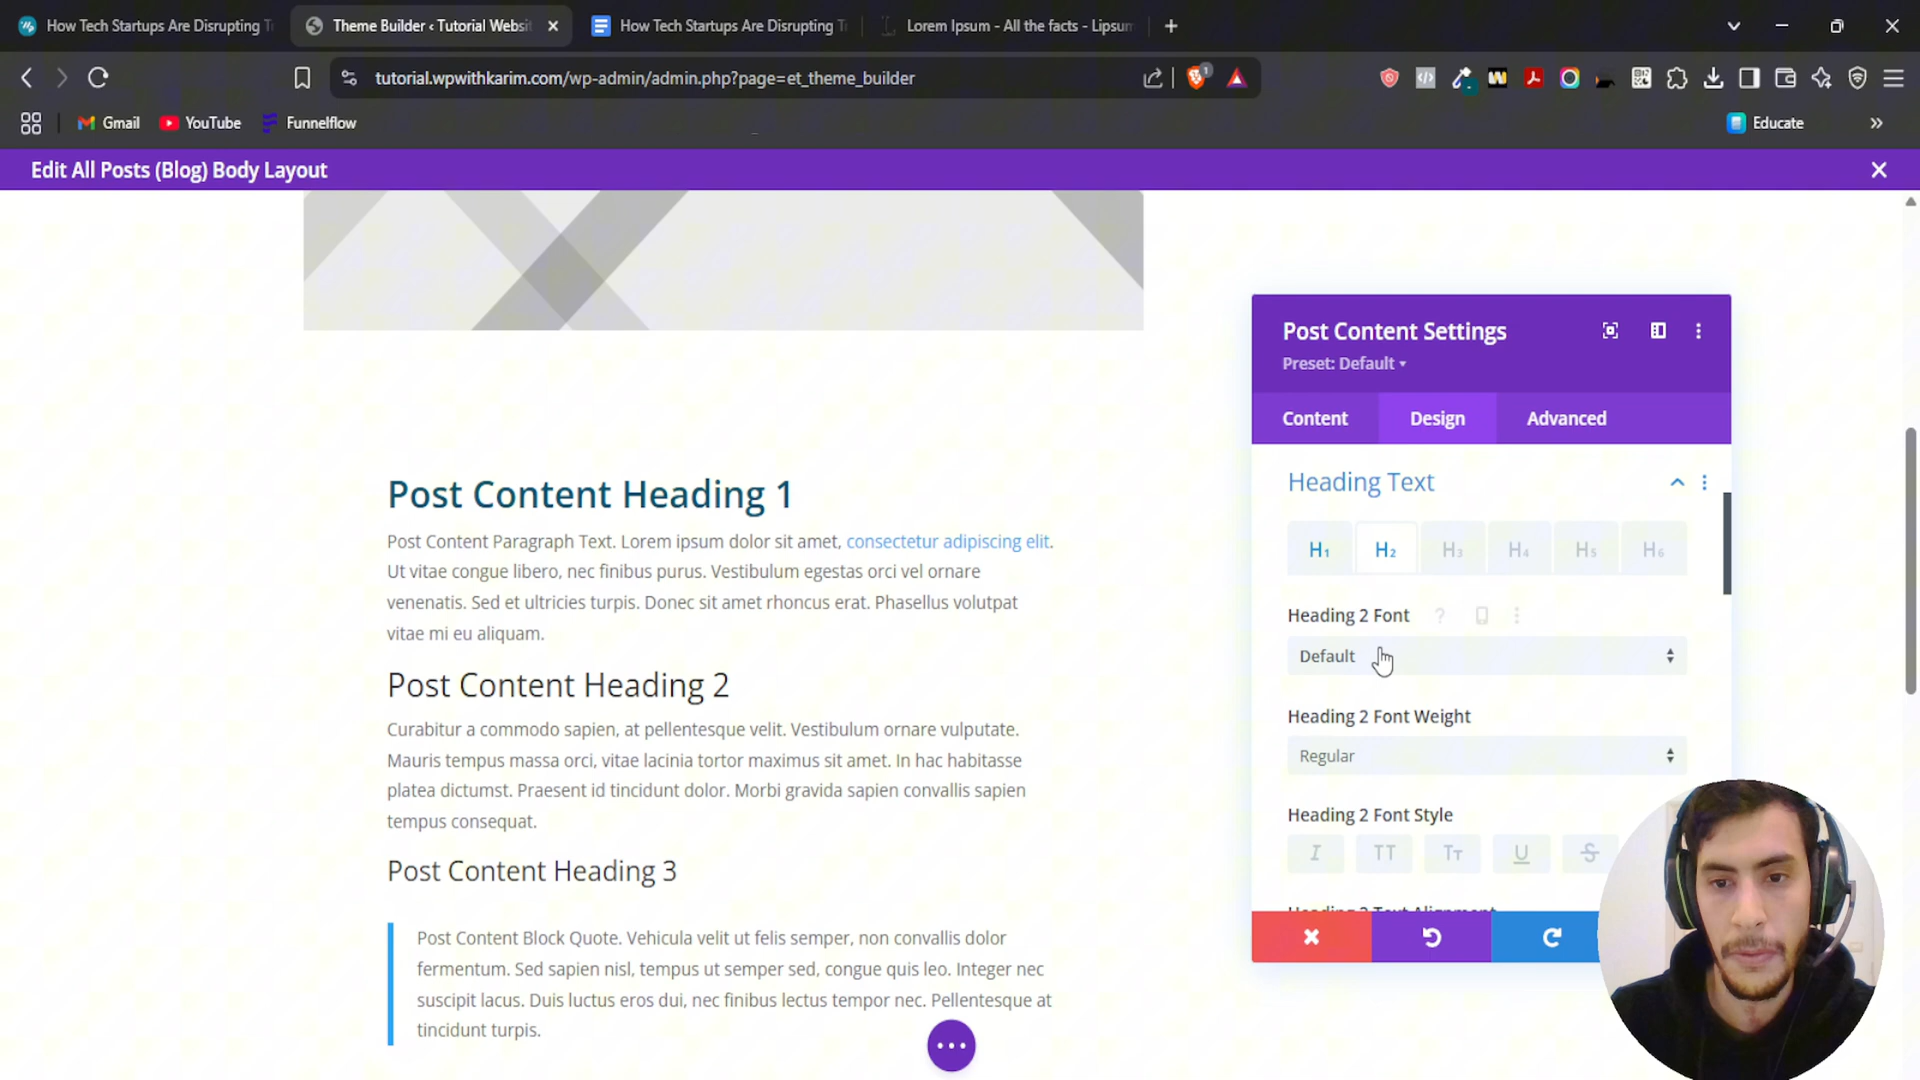 How Tech Startups Are Disrupting T
Theme Builder ‹ Tutorial Websit
How Tech Startups Are Disrupting T
Lorem Ipsum - All the facts - Lipsum
tutorial.wpwithkarim.com/wp-admin/admin.php?page=et_theme_builder
1
Gmail
YouTube
Funnelflow
Educate
Edit All Posts (Blog) Body Layout
Post Content Heading 1
Post Content Paragraph Text. Lorem ipsum dolor sit amet, consectetur adipiscing elit.
Ut vitae congue libero, nec finibus purus. Vestibulum egestas orci vel ornare
venenatis. Sed et ultricies turpis. Donec sit amet rhoncus erat. Phasellus volutpat
vitae mi eu aliquam.
Post Content Heading 2
Curabitur a commodo sapien, at pellentesque velit. Vestibulum ornare vulputate.
Mauris tempus massa orci, vitae lacinia tortor maximus sit amet. In hac habitasse
platea dictumst. Praesent id tincidunt dolor. Morbi gravida sapien convallis sapien
tempus consequat.
Post Content Heading 3
Post Content Block Quote. Vehicula velit ut felis semper, non convallis dolor
fermentum. Sed sapien nisl, tempus ut semper sed, congue quis leo. Integer nec
suscipit lacus. Duis luctus eros dui, nec finibus lectus tempor nec. Pellentesque at
tincidunt turpis.
Post Content Settings
Preset: Default
Content
Design
Advanced
Heading Text
H1
H2
H3
H4
H5
H6
Heading 2 Font
Default
Heading 2 Font Weight
Regular
Heading 2 Font Style
I
TT
Tt
U
S
Heading 2 Text Alignment